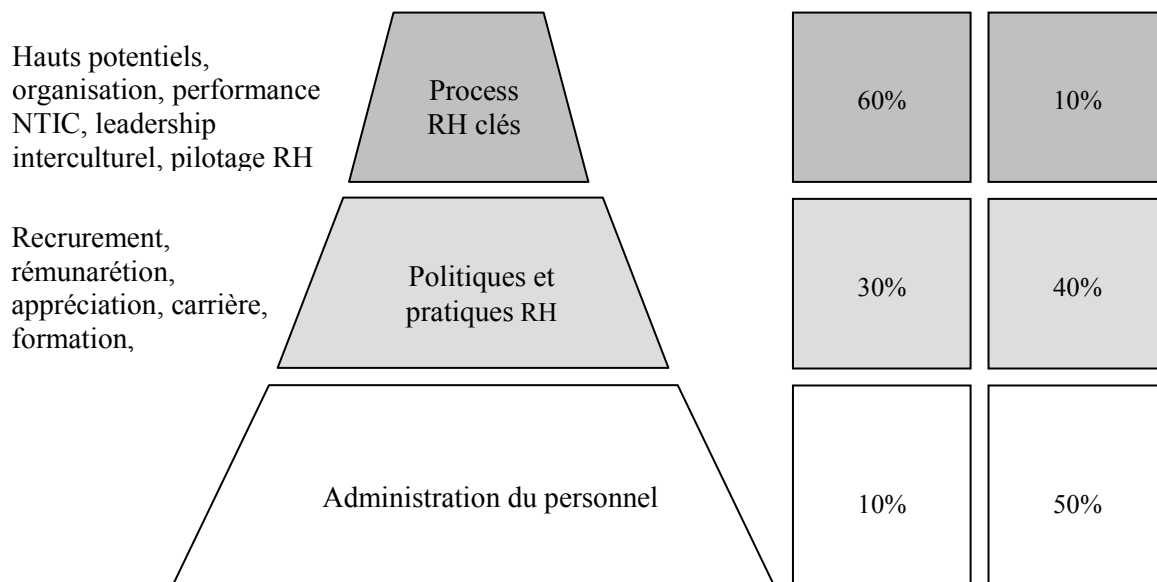 Hauts potentiels,
organisation, performance
NTIC, leadership
interculturel, pilotage RH
Process
RH clés
60%
10%
Recrurement,
rémunarétion,
appréciation, carrière,
formation,
Politiques et
pratiques RH
30%
40%
Administration du personnel
10%
50%